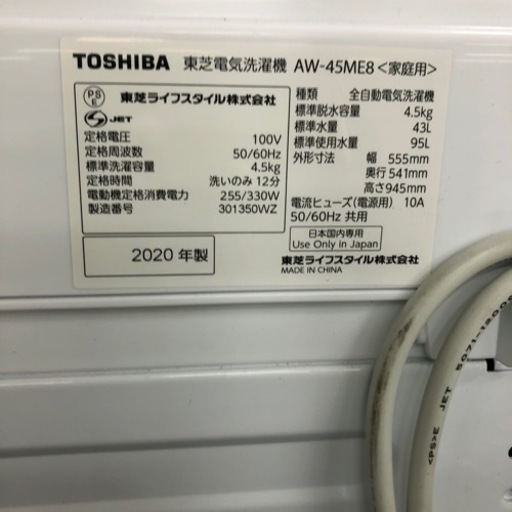 TOSHIBA 東芝電気洗濯機 AW-45ME8<家庭用>
PS
E
東芝ライフスタイル株式会社
JET
定格電圧 100V
定格周波数 50/60Hz
標準洗濯容量 4.5kg
定格時間 洗いのみ 12分
電動機定格消費電力 255/330W
製造番号 301350WZ
2020 年製
種類 全自動電気洗濯機
標準脱水容量 4.5kg
標準水量 43L
標準使用水量 95L
外形寸法 幅 555mm
奥行 541mm
高さ 945mm
電流ヒューズ(電源用) 10A
50/60Hz 共用
日本国内専用
Use Only in Japan
東芝ライフスタイル株式会社
MADE IN CHINA
<PS>E JET 5071-1200